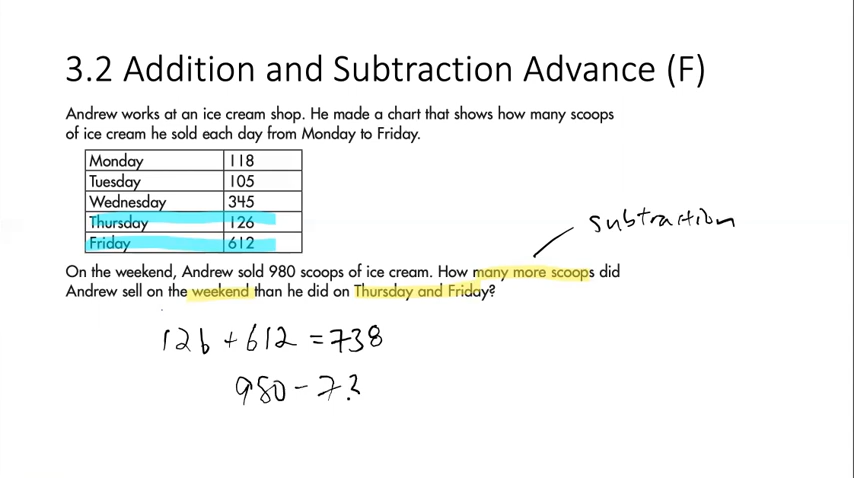 3.2 Addition and Subtraction Advance (F)
Andrew works at an ice cream shop. He made a chart that shows how many scoops
of ice cream he sold each day from Monday to Friday.
Monday 118
Tuesday 105
Wednesday 345
Thursday 126
Friday 612
subtraction
On the weekend, Andrew sold 980 scoops of ice cream. How many more scoops did
Andrew sell on the weekend than he did on Thursday and Friday?
126 + 612 = 738
980 - 73